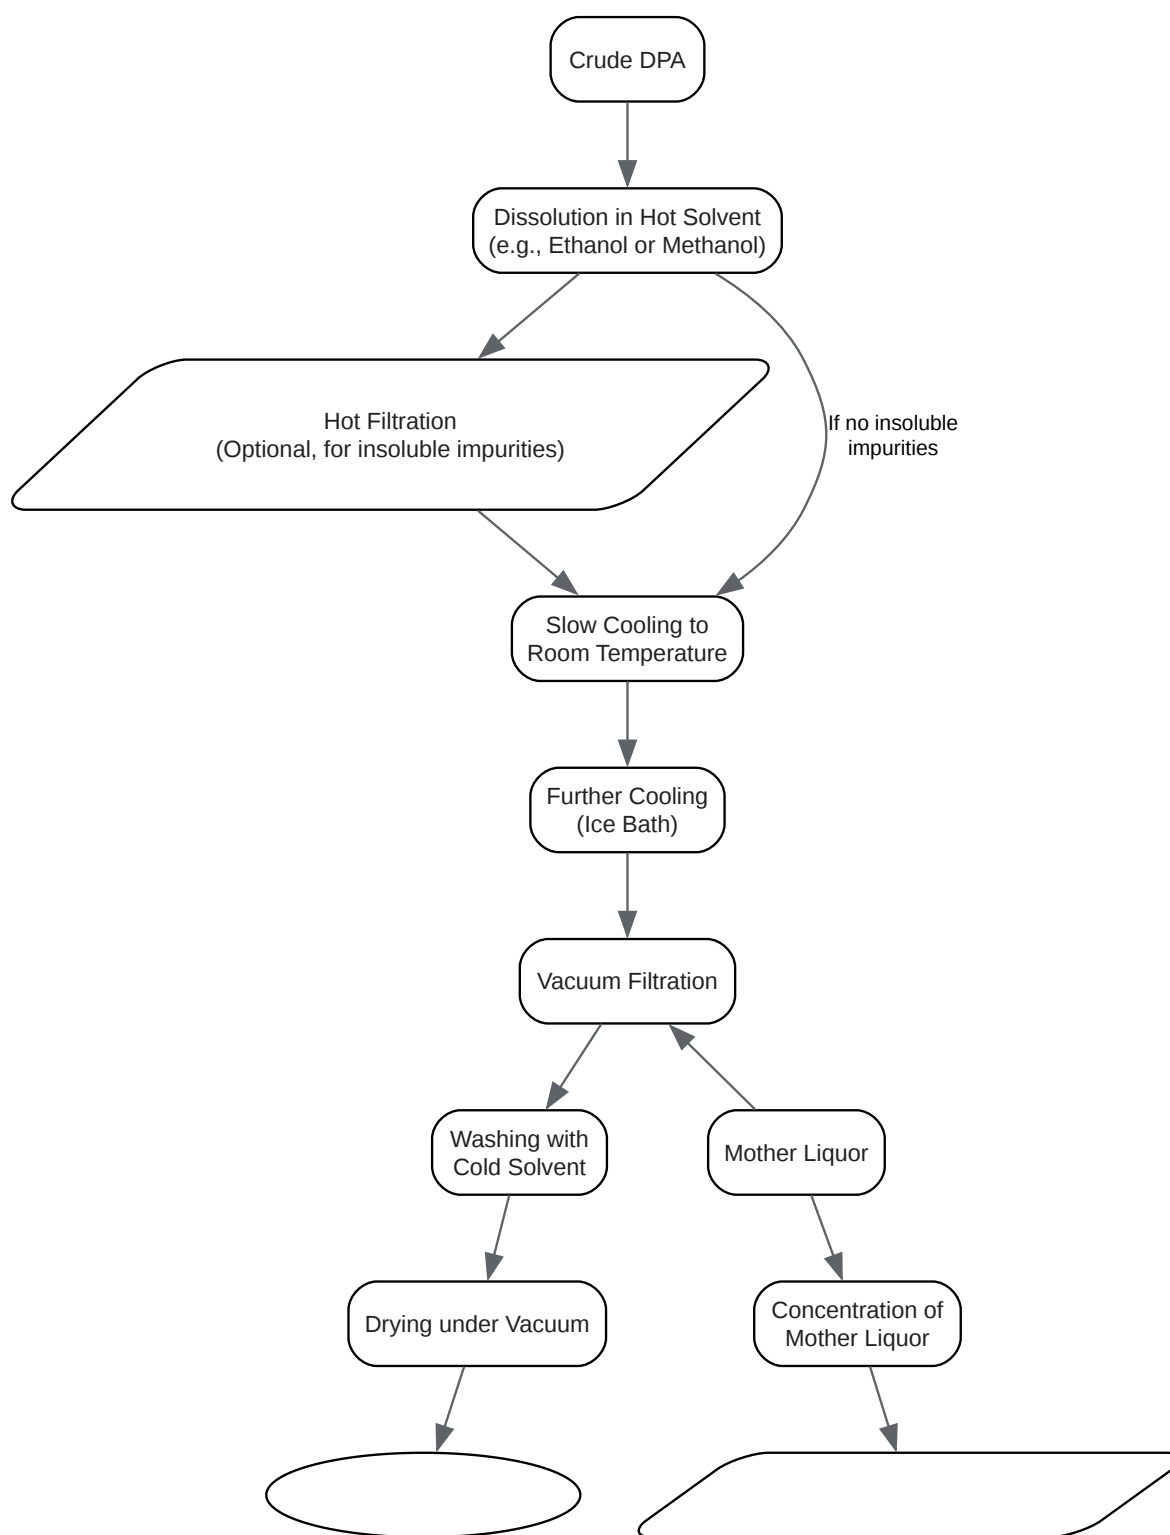 Crude DPA
Dissolution in Hot Solvent
(e.g., Ethanol or Methanol)
Hot Filtration
(Optional, for insoluble impurities)
If no insoluble
impurities
Slow Cooling to
Room Temperature
Further Cooling
(Ice Bath)
Vacuum Filtration
Washing with
Cold Solvent
Mother Liquor
Drying under Vacuum
Concentration of
Mother Liquor